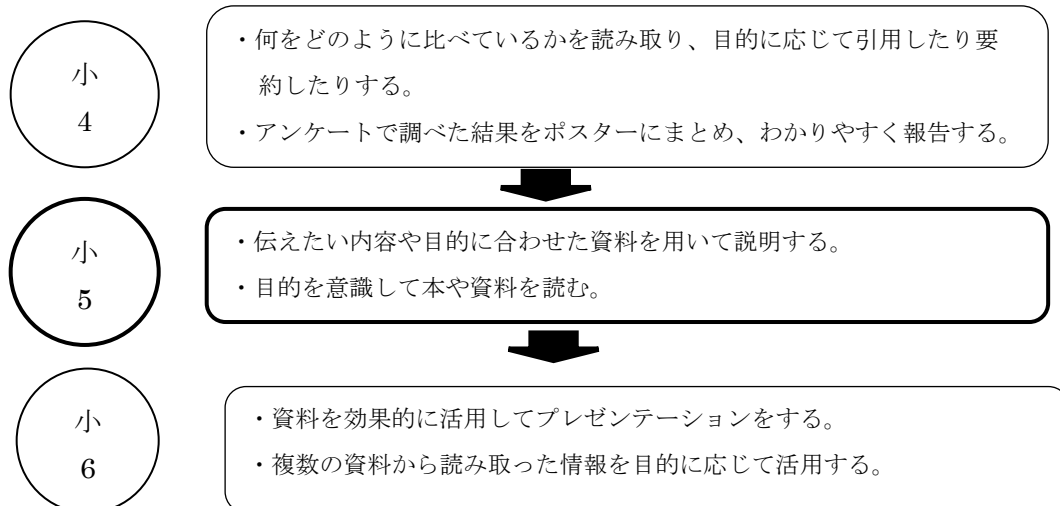 小
4
・何をどのように比べているかを読み取り、目的に応じて引用したり要
約したりする。
・アンケートで調べた結果をポスターにまとめ、わかりやすく報告する。
小
5
・伝えたい内容や目的に合わせた資料を用いて説明する。
・目的を意識して本や資料を読む。
小
6
・資料を効果的に活用してプレゼンテーションをする。
・複数の資料から読み取った情報を目的に応じて活用する。